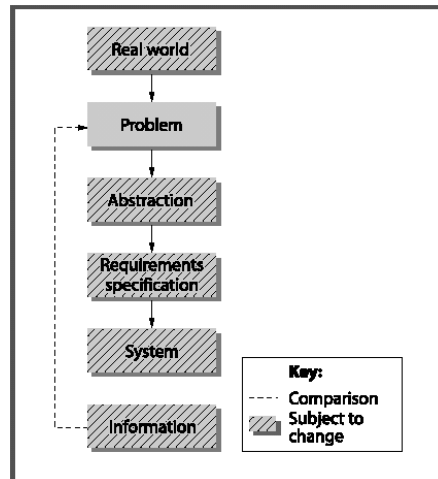 Real world
Problem
Abstraction
Requirements
specification
System
Information
Key:
Comparison
Subject to
change